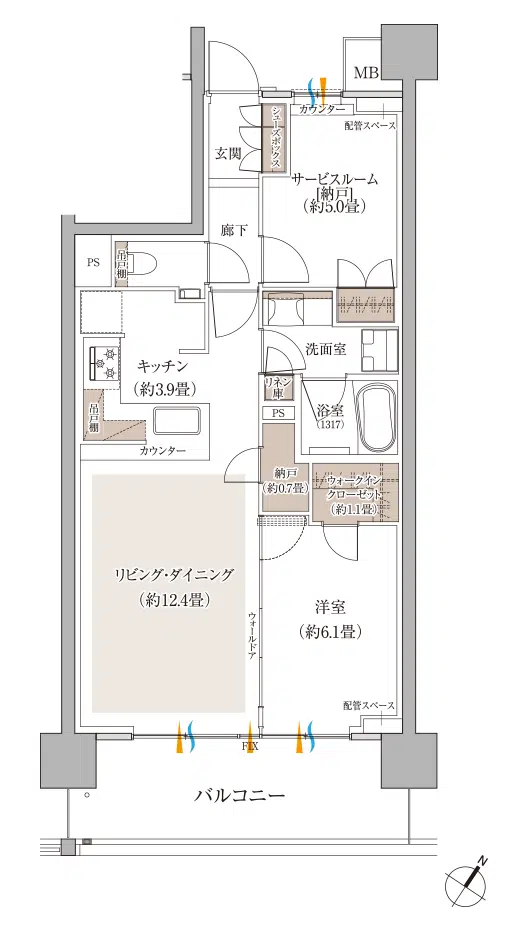 MB
カウンター
配管スペース
シューズボックス
玄関
サービスルーム
[納戸]
(約5.0畳)
廊下
PS
吊戸棚
洗面室
キッチン
(約3.9畳)
リネン
庫
浴室
(1317)
PS
吊戸棚
カウンター
納戸
(約0.7畳)
ウォークイン
クローゼット
(約1.1畳)
リビング・ダイニング
(約12.4畳)
ウォールドア
洋室
(約6.1畳)
配管スペース
FIX
バルコニー
N